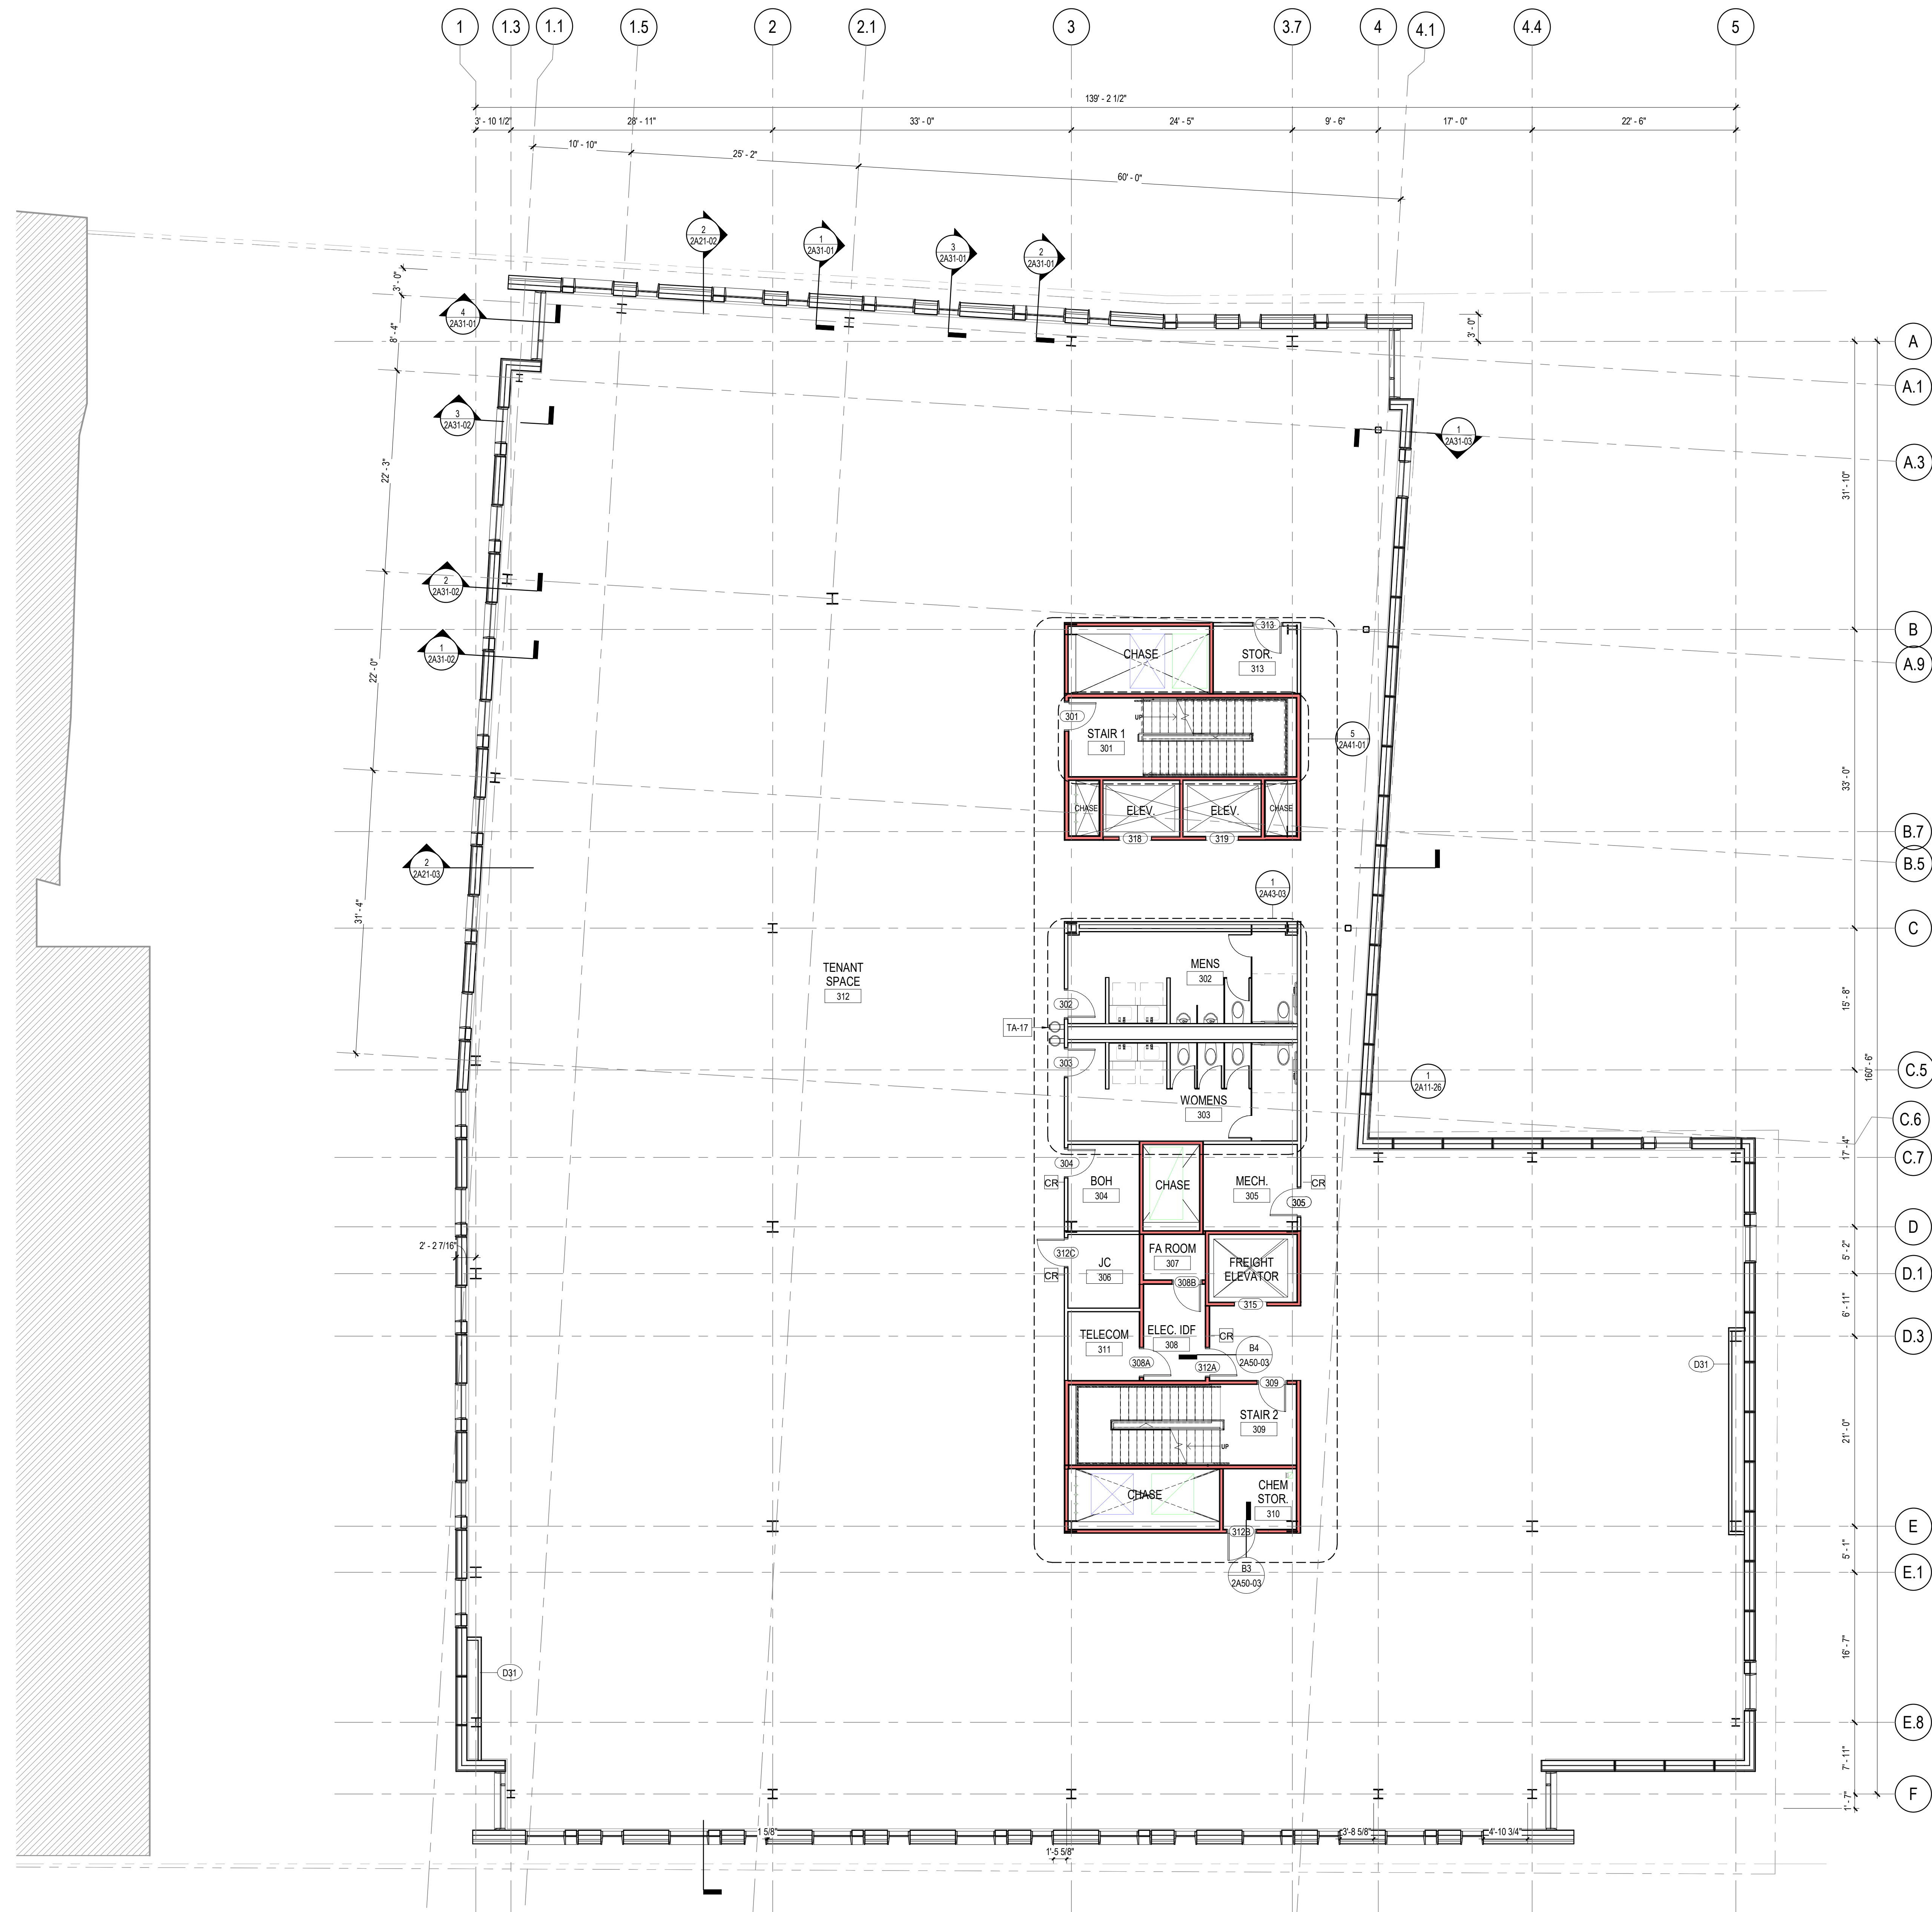 1
1.3
1.1
1.5
2
2.1
3
3.7
4
4.1
4.4
5
139' - 2 1/2"
3' - 10 1/2"
28' - 11"
33' - 0"
24' - 5"
9' - 6"
17' - 0"
22' - 6"
10' - 10"
25' - 2"
60' - 0"
2
2A21-02
1
2A31-01
3
2A31-01
2
2A31-01
3' - 0"
4
2A31-01
8' - 4"
3' - 0"
A
A.1
3
2A31-02
1
2A31-03
A.3
22' - 3"
31' - 10"
2
2A31-02
1
2A31-02
313
B
CHASE
STOR.
313
A.9
22' - 0"
301
UP
STAIR 1
301
5
2A41-01
33' - 0"
CHASE
ELEV.
ELEV.
CHASE
318
319
B.7
B.5
2
2A21-03
1
2A43-03
31' - 4"
C
TENANT
SPACE
312
MENS
302
302
15' - 8"
TA-17
303
C.5
160' - 6"
1
2A11-26
WOMENS
303
C.6
17' - 4"
304
C.7
CR
BOH
304
CHASE
MECH.
305
CR
305
D
2' - 2 7/16"
312C
CR
JC
306
FA ROOM
307
FREIGHT
ELEVATOR
5' - 2"
D.1
308B
315
6' - 11"
TELECOM
311
ELEC. IDF
308
CR
D.3
B4
2A50-03
308A
312A
D31
309
STAIR 2
309
21' - 0"
UP
CHASE
CHEM
STOR.
310
E
312B
5' - 1"
B3
2A50-03
E.1
16' - 7"
D31
E.8
7' - 11"
F
1' - 7"
1 5/8"
1'-5 5/8"
3'-8 5/8"
4'-10 3/4"